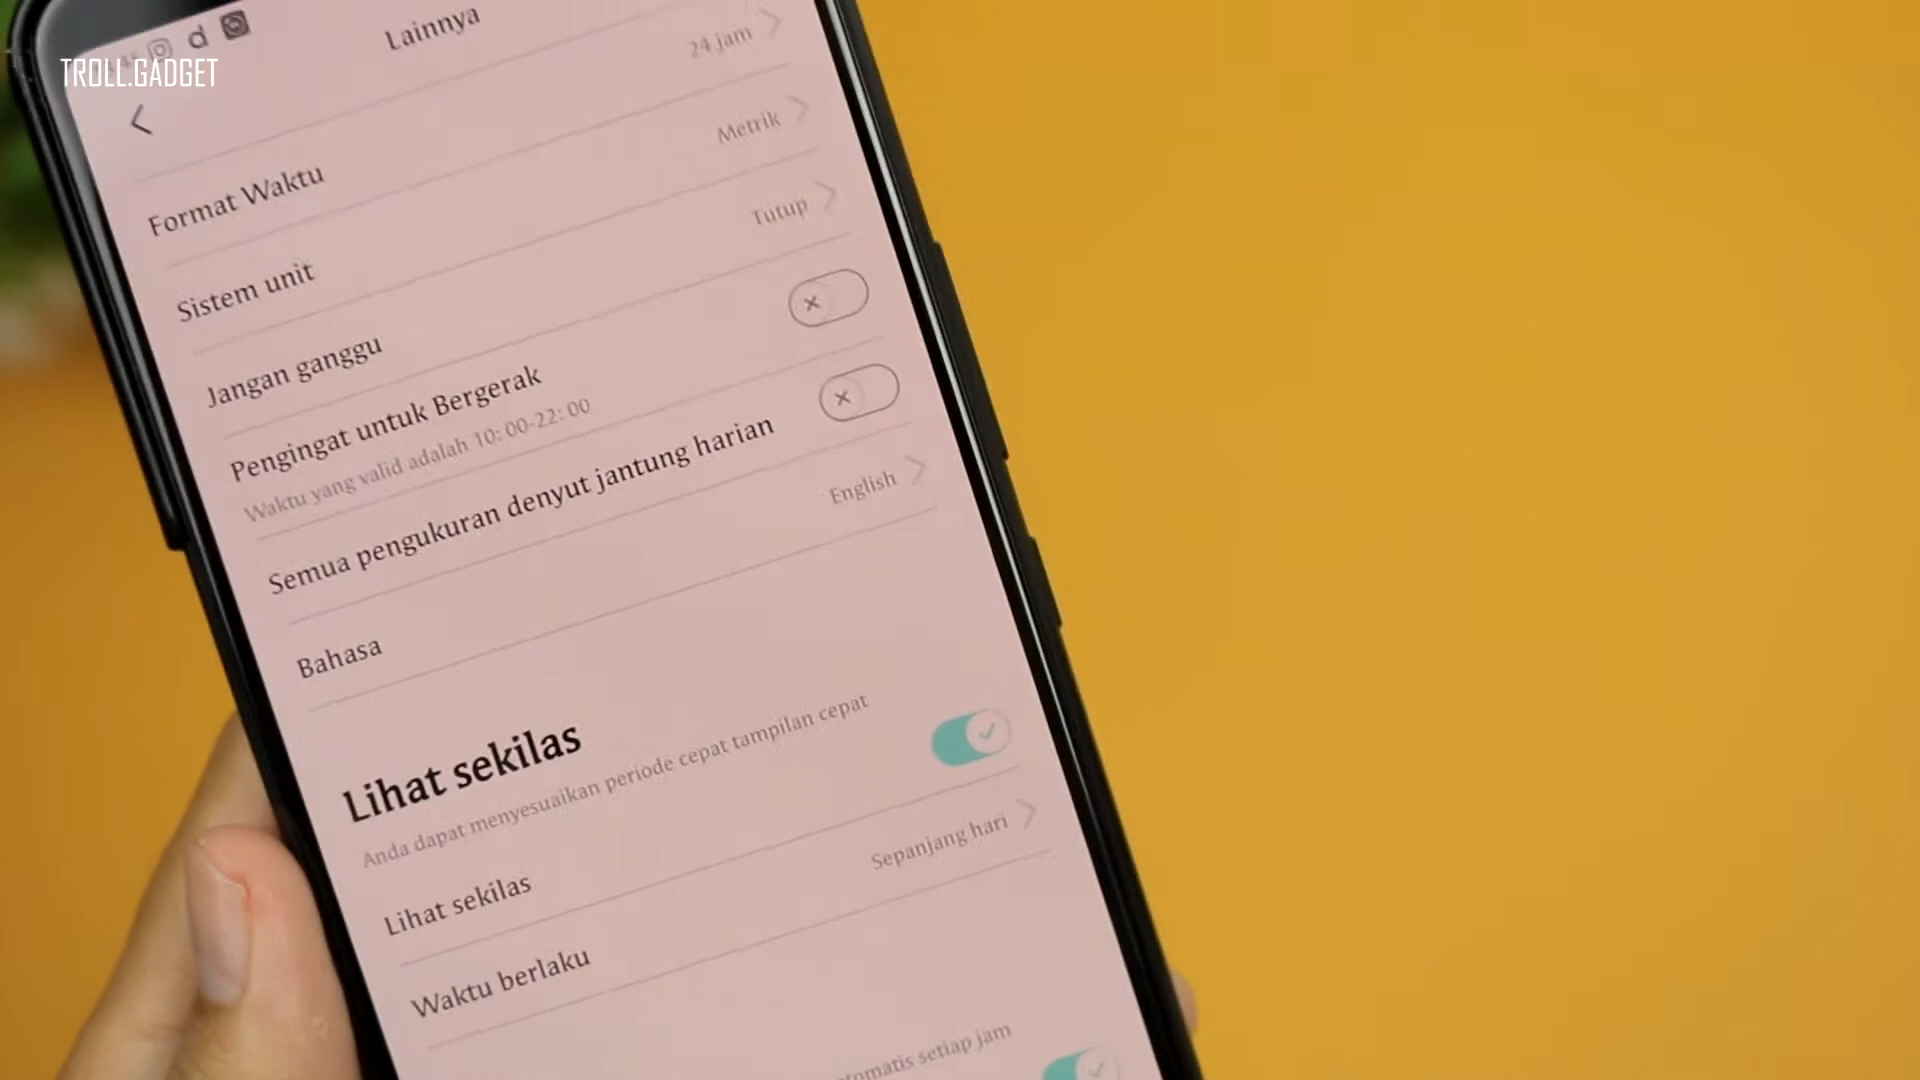 TROLL.GADGET
Lainnya
Format Waktu
24 jam
Sistem unit
Metrik
Jangan ganggu
Tutup
Pengingat untuk Bergerak
Waktu yang valid adalah 10: 00-22: 00
Semua pengukuran denyut jantung harian
Bahasa
English
Lihat sekilas
Anda dapat menyesuaikan periode cepat tampilan cepat
Lihat sekilas
Waktu berlaku
Sepanjang hari
setiap jam